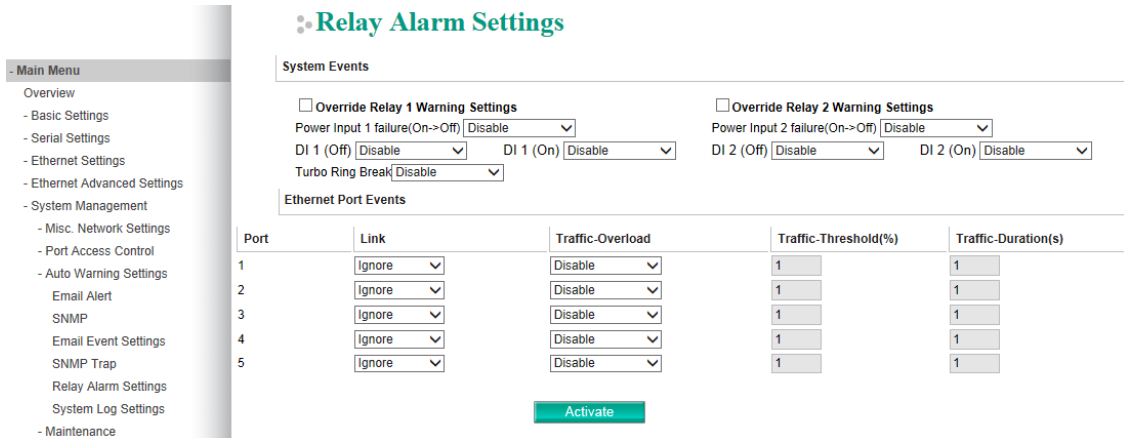 Relay Alarm Settings
- Main Menu
Overview
- Basic Settings
- Serial Settings
- Ethernet Settings
- Ethernet Advanced Settings
- System Management
- Misc. Network Settings
- Port Access Control
- Auto Warning Settings
Email Alert
SNMP
Email Event Settings
SNMP Trap
Relay Alarm Settings
System Log Settings
- Maintenance
System Events
Override Relay 1 Warning Settings Override Relay 2 Warning Settings
Power Input 1 failure(On->Off) Disable Power Input 2 failure(On->Off) Disable
DI 1 (Off) Disable DI 1 (On) Disable DI 2 (Off) Disable DI 2 (On) Disable
Turbo Ring Break Disable
Ethernet Port Events
Port Link Traffic-Overload Traffic-Threshold(%) Traffic-Duration(s)
1 Ignore Disable 1 1
2 Ignore Disable 1 1
3 Ignore Disable 1 1
4 Ignore Disable 1 1
5 Ignore Disable 1 1
Activate